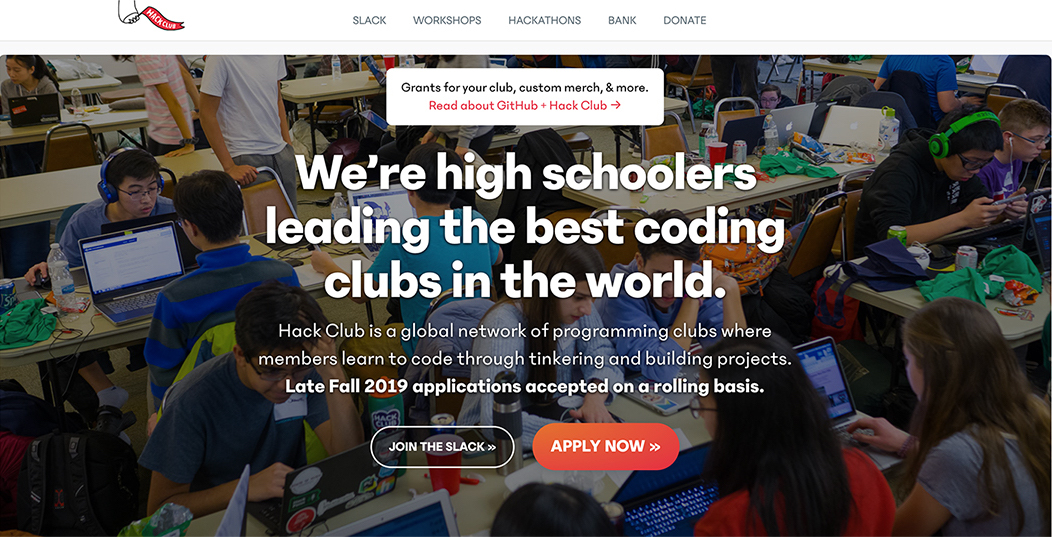 HACK CLUB
SLACK WORKSHOPS HACKATHONS BANK DONATE
Grants for your club, custom merch, & more.
Read about GitHub + Hack Club →
We’re high schoolers
leading the best coding
clubs in the world.
Hack Club is a global network of programming clubs where
members learn to code through tinkering and building projects.
Late Fall 2019 applications accepted on a rolling basis.
HACK
CLUB
JOIN THE SLACK »
APPLY NOW »